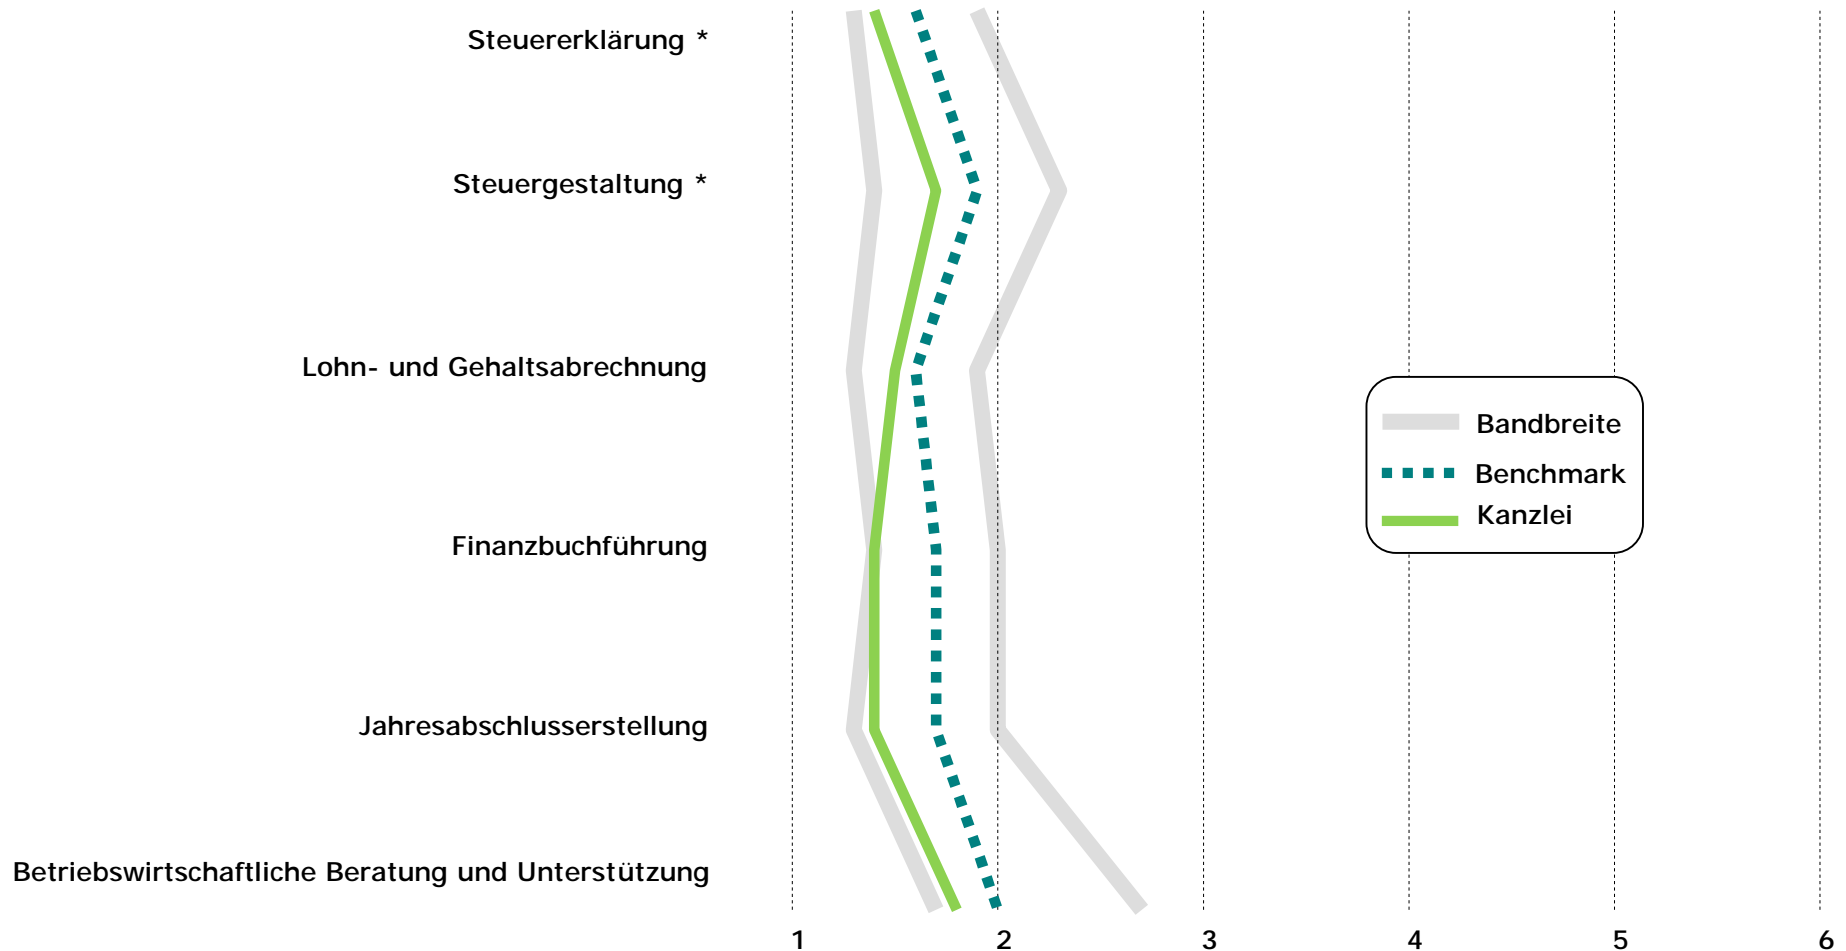 Steuererklärung *
Steuergestaltung *
Lohn- und Gehaltsabrechnung
Bandbreite
Benchmark
Kanzlei
Finanzbuchführung
Jahresabschlusserstellung
Betriebswirtschaftliche Beratung und Unterstützung
1 2 3 4 5 6